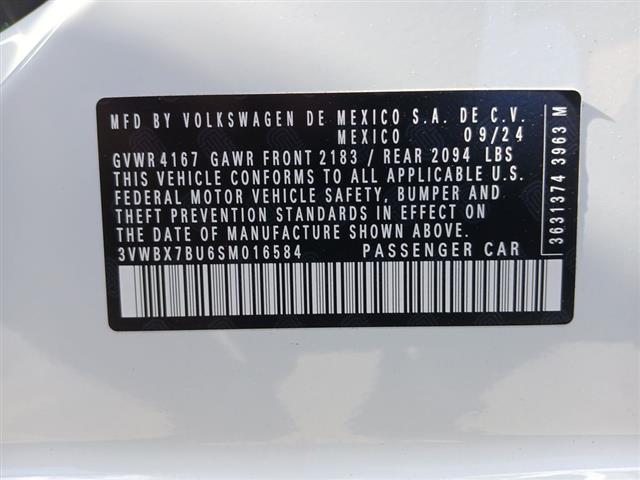 MFD BY VOLKSWAGEN DE MEXICO S.A. DE C.V.
MEXICO 09/24
GVWR 4167 GAWR FRONT 2183 / REAR 2094 LBS
THIS VEHICLE CONFORMS TO ALL APPLICABLE U.S.
FEDERAL MOTOR VEHICLE SAFETY, BUMPER AND
THEFT PREVENTION STANDARDS IN EFFECT ON
THE DATE OF MANUFACTURE SHOWN ABOVE.
3VWBX7BU6SM016584 PASSENGER CAR
3631374 3963 M